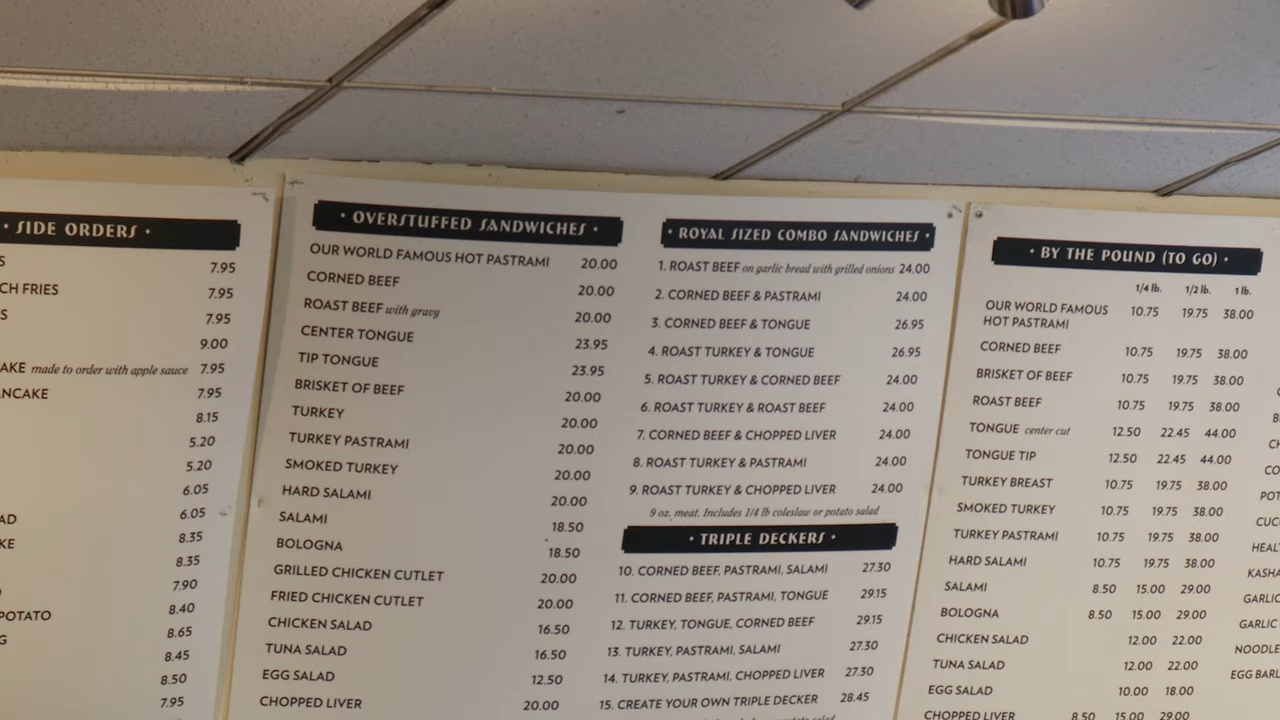 · SIDE ORDERS ·
7.95
CH FRIES 7.95
7.95
9.00
AKE made to order with apple sauce 7.95
NCAKE 7.95
8.15
5.20
5.20
6.05
AD 6.05
KE 8.35
8.35
7.90
POTATO 8.40
8.65
8.45
8.50
7.95
· OVERSTUFFED SANDWICHES ·
OUR WORLD FAMOUS HOT PASTRAMI 20.00
CORNED BEEF 20.00
ROAST BEEF with gravy 20.00
CENTER TONGUE 23.95
TIP TONGUE 23.95
BRISKET OF BEEF 20.00
TURKEY 20.00
TURKEY PASTRAMI 20.00
SMOKED TURKEY 20.00
HARD SALAMI 20.00
SALAMI 18.50
BOLOGNA 18.50
GRILLED CHICKEN CUTLET 20.00
FRIED CHICKEN CUTLET 20.00
CHICKEN SALAD 16.50
TUNA SALAD 16.50
EGG SALAD 12.50
CHOPPED LIVER 20.00
· ROYAL SIZED COMBO SANDWICHES ·
1. ROAST BEEF on garlic bread with grilled onions 24.00
2. CORNED BEEF & PASTRAMI 24.00
3. CORNED BEEF & TONGUE 26.95
4. ROAST TURKEY & TONGUE 26.95
5. ROAST TURKEY & CORNED BEEF 24.00
6. ROAST TURKEY & ROAST BEEF 24.00
7. CORNED BEEF & CHOPPED LIVER 24.00
8. ROAST TURKEY & PASTRAMI 24.00
9. ROAST TURKEY & CHOPPED LIVER 24.00
9 oz. meat. Includes 1/4 lb coleslaw or potato salad
· TRIPLE DECKERS ·
10. CORNED BEEF, PASTRAMI, SALAMI 27.30
11. CORNED BEEF, PASTRAMI, TONGUE 29.15
12. TURKEY, TONGUE, CORNED BEEF 29.15
13. TURKEY, PASTRAMI, SALAMI 27.30
14. TURKEY, PASTRAMI, CHOPPED LIVER 27.30
15. CREATE YOUR OWN TRIPLE DECKER 28.45
· BY THE POUND (TO GO) ·
1/4 lb. 1/2 lb. 1 lb.
OUR WORLD FAMOUS
HOT PASTRAMI 10.75 19.75 38.00
CORNED BEEF 10.75 19.75 38.00
BRISKET OF BEEF 10.75 19.75 38.00
ROAST BEEF 10.75 19.75 38.00
TONGUE center cut 12.50 22.45 44.00
TONGUE TIP 12.50 22.45 44.00
TURKEY BREAST 10.75 19.75 38.00
SMOKED TURKEY 10.75 19.75 38.00
TURKEY PASTRAMI 10.75 19.75 38.00
HARD SALAMI 10.75 19.75 38.00
SALAMI 8.50 15.00 29.00
BOLOGNA 8.50 15.00 29.00
CHICKEN SALAD 12.00 22.00
TUNA SALAD 12.00 22.00
EGG SALAD 10.00 18.00
CHOPPED LIVER 8.50 15.00 29.00
CH
CO
POT
CUC
HEAL
KASHA
GARLIC
GARLIC
NOODLE
EGG BARL